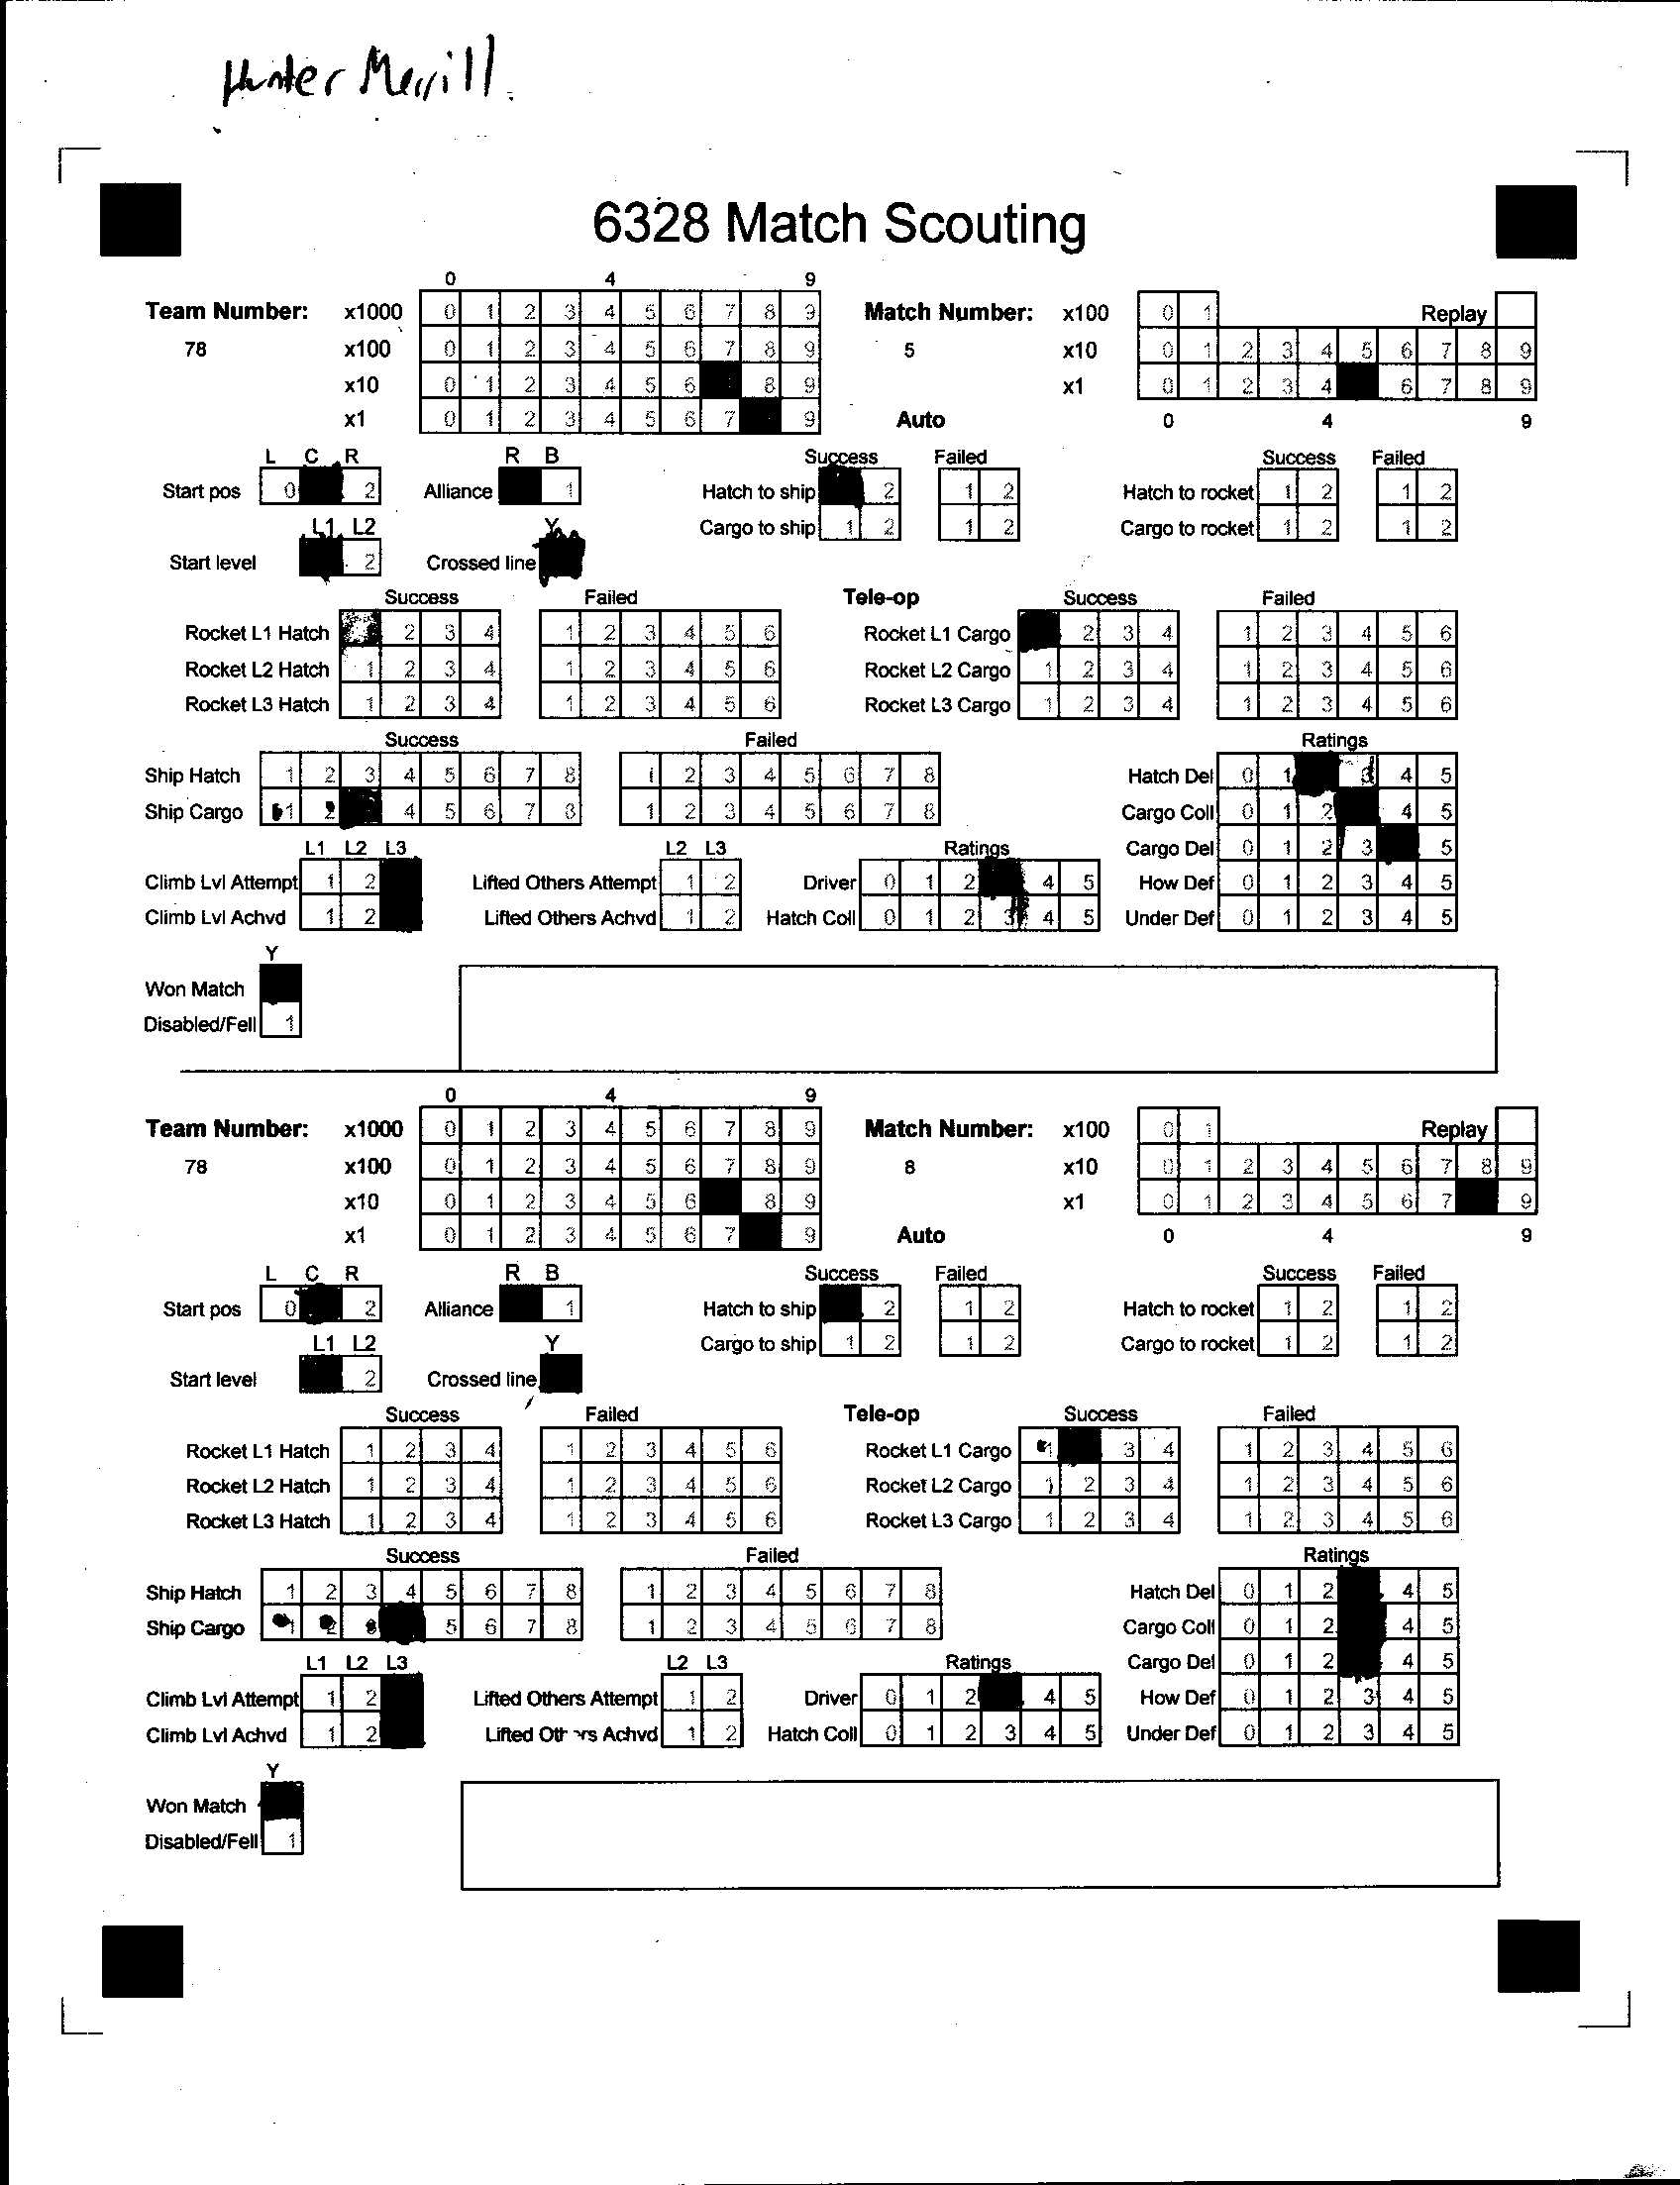 Hunter Merrill
6328 Match Scouting
0 4 9
Team Number: x1000 0 1 2 3 4 5 6 7 8 9 Match Number: x100 0 1 Replay
78 x100 0 1 2 3 4 5 6 7 8 9 5 x10 0 1 2 3 4 5 6 7 8 9
x10 0 1 2 3 4 5 6 8 9 x1 0 1 2 3 4 6 7 8 9
x1 0 1 2 3 4 5 6 7 9 Auto 0 4 9
L C R R B Success Failed Success Failed
Start pos 0 2 Alliance 1 Hatch to ship 2 1 2 Hatch to rocket 1 2 1 2
L1 L2 Y Cargo to ship 1 2 1 2 Cargo to rocket 1 2 1 2
Start level 2 Crossed line
Success Failed Tele-op Success Failed
Rocket L1 Hatch 2 3 4 1 2 3 4 5 6 Rocket L1 Cargo 2 3 4 1 2 3 4 5 6
Rocket L2 Hatch 1 2 3 4 1 2 3 4 5 6 Rocket L2 Cargo 1 2 3 4 1 2 3 4 5 6
Rocket L3 Hatch 1 2 3 4 1 2 3 4 5 6 Rocket L3 Cargo 1 2 3 4 1 2 3 4 5 6
Success Failed Ratings
Ship Hatch 1 2 3 4 5 6 7 8 1 2 3 4 5 6 7 8 Hatch Del 0 1 3 4 5
Ship Cargo 1 2 4 5 6 7 8 1 2 3 4 5 6 7 8 Cargo Coll 0 1 2 4 5
L1 L2 L3 L2 L3 Ratings Cargo Del 0 1 2 3 5
Climb Lvl Attempt 1 2 Lifted Others Attempt 1 2 Driver 0 1 2 4 5 How Def 0 1 2 3 4 5
Climb Lvl Achvd 1 2 Lifted Others Achvd 1 2 Hatch Coll 0 1 2 3 4 5 Under Def 0 1 2 3 4 5
Y
Won Match
Disabled/Fell 1
0 4 9
Team Number: x1000 0 1 2 3 4 5 6 7 8 9 Match Number: x100 0 1 Replay
78 x100 0 1 2 3 4 5 6 7 8 9 8 x10 0 1 2 3 4 5 6 7 8 9
x10 0 1 2 3 4 5 6 8 9 x1 0 1 2 3 4 5 6 7 9
x1 0 1 2 3 4 5 6 7 9 Auto 0 4 9
L C R R B Success Failed Success Failed
Start pos 0 2 Alliance 1 Hatch to ship 2 1 2 Hatch to rocket 1 2 1 2
L1 L2 Y Cargo to ship 1 2 1 2 Cargo to rocket 1 2 1 2
Start level 2 Crossed line
Success Failed Tele-op Success Failed
Rocket L1 Hatch 1 2 3 4 1 2 3 4 5 6 Rocket L1 Cargo 1 3 4 1 2 3 4 5 6
Rocket L2 Hatch 1 2 3 4 1 2 3 4 5 6 Rocket L2 Cargo 1 2 3 4 1 2 3 4 5 6
Rocket L3 Hatch 1 2 3 4 1 2 3 4 5 6 Rocket L3 Cargo 1 2 3 4 1 2 3 4 5 6
Success Failed Ratings
Ship Hatch 1 2 3 4 5 6 7 8 1 2 3 4 5 6 7 8 Hatch Del 0 1 2 4 5
Ship Cargo 1 2 3 5 6 7 8 1 2 3 4 5 6 7 8 Cargo Coll 0 1 2 4 5
L1 L2 L3 L2 L3 Ratings Cargo Del 0 1 2 4 5
Climb Lvl Attempt 1 2 Lifted Others Attempt 1 2 Driver 0 1 2 4 5 How Def 0 1 2 3 4 5
Climb Lvl Achvd 1 2 Lifted Others Achvd 1 2 Hatch Coll 0 1 2 3 4 5 Under Def 0 1 2 3 4 5
Y
Won Match
Disabled/Fell 1